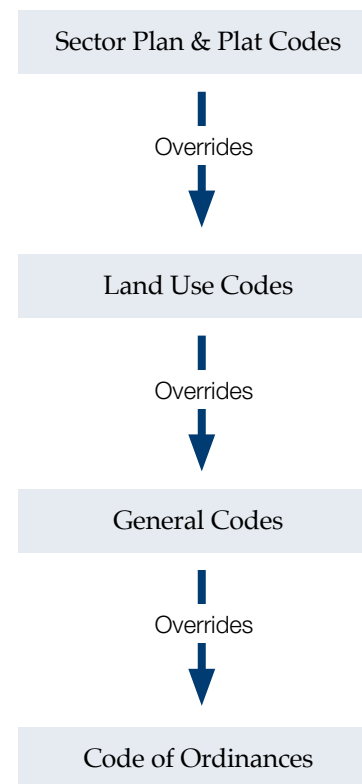 Sector Plan & Plat Codes
Overrides
Land Use Codes
Overrides
General Codes
Overrides
Code of Ordinances